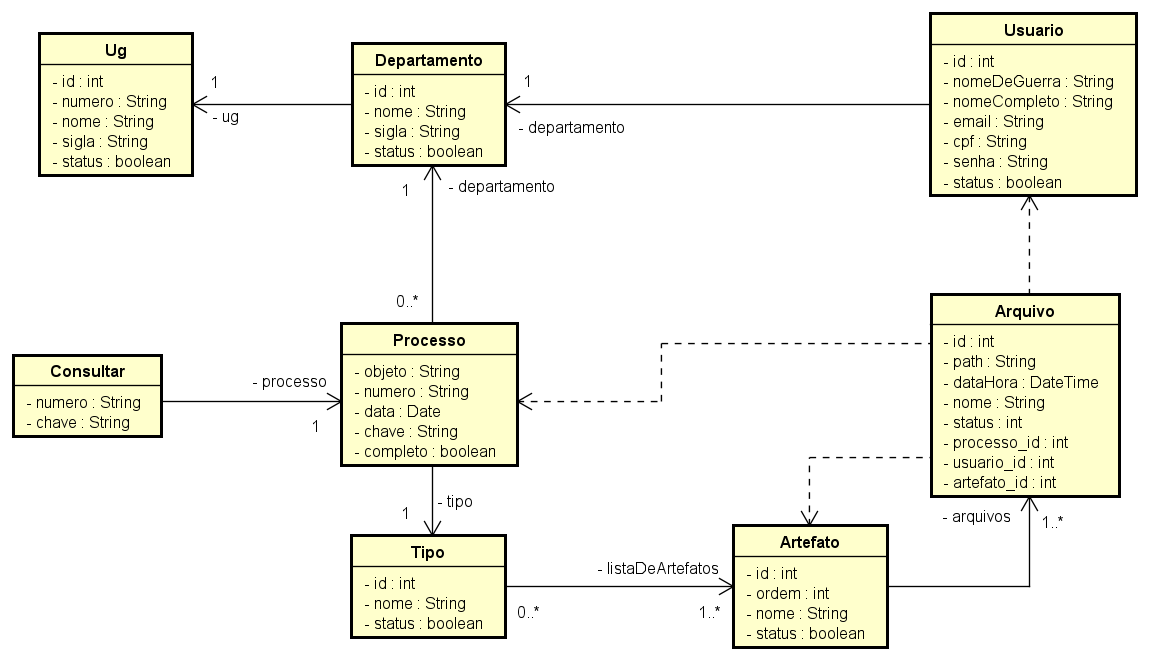 Ug
- id : int
- numero : String
- nome : String
- sigla : String
- status : boolean
1
- ug
Departamento
- id : int
- nome : String
- sigla : String
- status : boolean
1
- departamento
Usuario
- id : int
- nomeDeGuerra : String
- nomeCompleto : String
- email : String
- cpf : String
- senha : String
- status : boolean
1
- departamento
0..*
Consultar
- numero : String
- chave : String
- processo
1
Processo
- objeto : String
- numero : String
- data : Date
- chave : String
- completo : boolean
Arquivo
- id : int
- path : String
- dataHora : DateTime
- nome : String
- status : int
- processo_id : int
- usuario_id : int
- artefato_id : int
- tipo
1
- arquivos
1..*
Tipo
- id : int
- nome : String
- status : boolean
- listaDeArtefatos
0..*
1..*
Artefato
- id : int
- ordem : int
- nome : String
- status : boolean